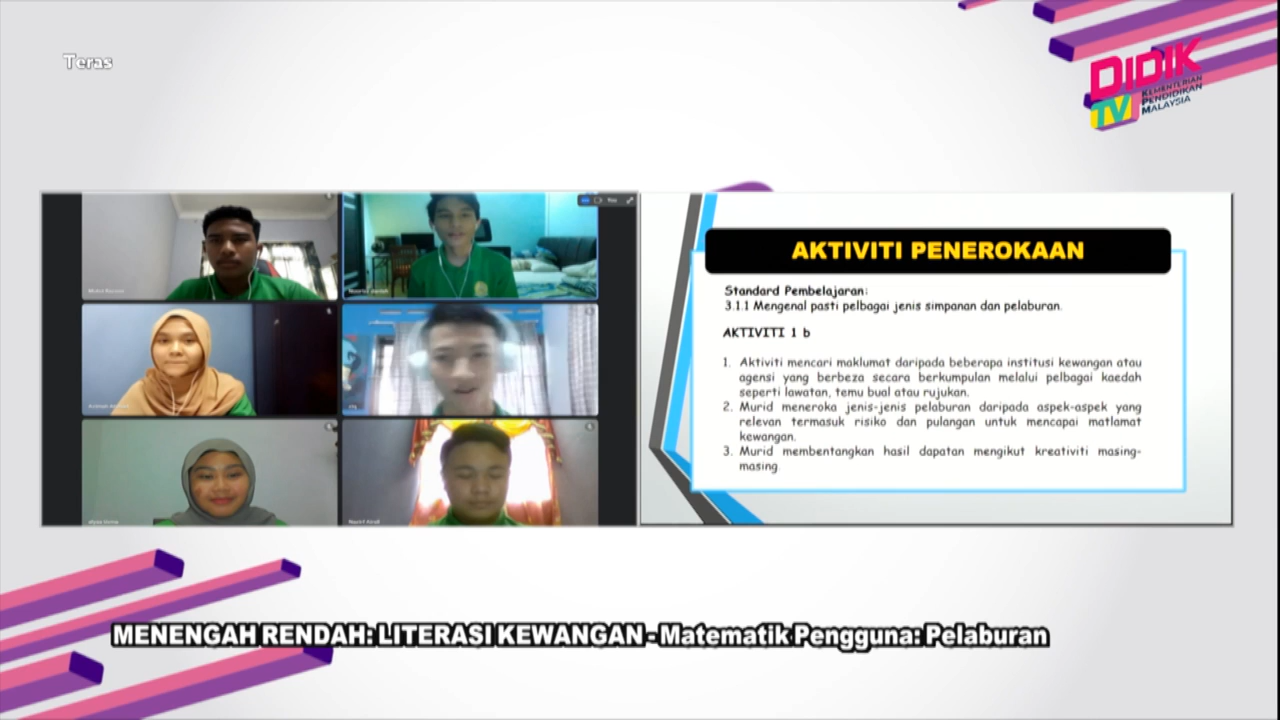 Teras
DIDIK
TV
KEMENTERIAN
PENDIDIKAN
MALAYSIA
You
AKTIVITI PENEROKAAN
Standard Pembelajaran:
3.1.1 Mengenal pasti pelbagai jenis simpanan dan pelaburan.
AKTIVITI 1 b
1. Aktiviti mencari maklumat daripada beberapa institusi kewangan atau
agensi yang berbeza secara berkumpulan melalui pelbagai kaedah
seperti lawatan, temu bual atau rujukan.
2. Murid meneroka jenis-jenis pelaburan daripada aspek-aspek yang
relevan termasuk risiko dan pulangan untuk mencapai matlamat
kewangan.
3. Murid membentangkan hasil dapatan mengikut kreativiti masing-
masing.
MENENGAH RENDAH: LITERASI KEWANGAN - Matematik Pengguna: Pelaburan